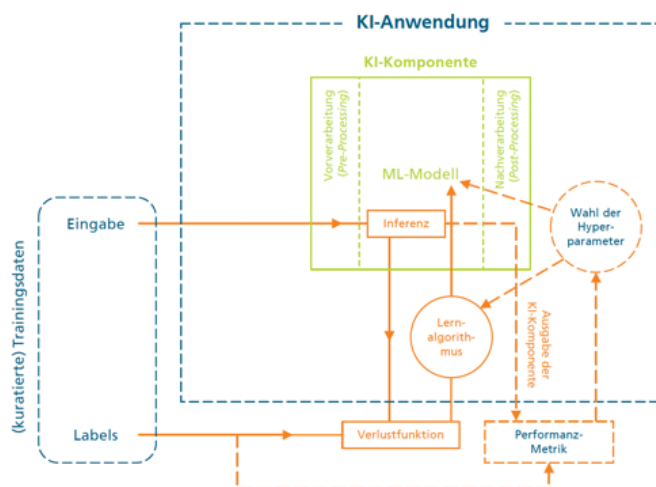 KI-Anwendung
KI-Komponente
Vorverarbeitung
(Pre-Processing)
Nachverarbeitung
(Post-Processing)
ML-Modell
(kuratierte) Trainingsdaten
Eingabe
Inferenz
Wahl der
Hyper-
parameter
Lern-
algorith-
mus
Ausgabe der
KI-Komponente
Labels
Verlustfunktion
Performanz-
Metrik